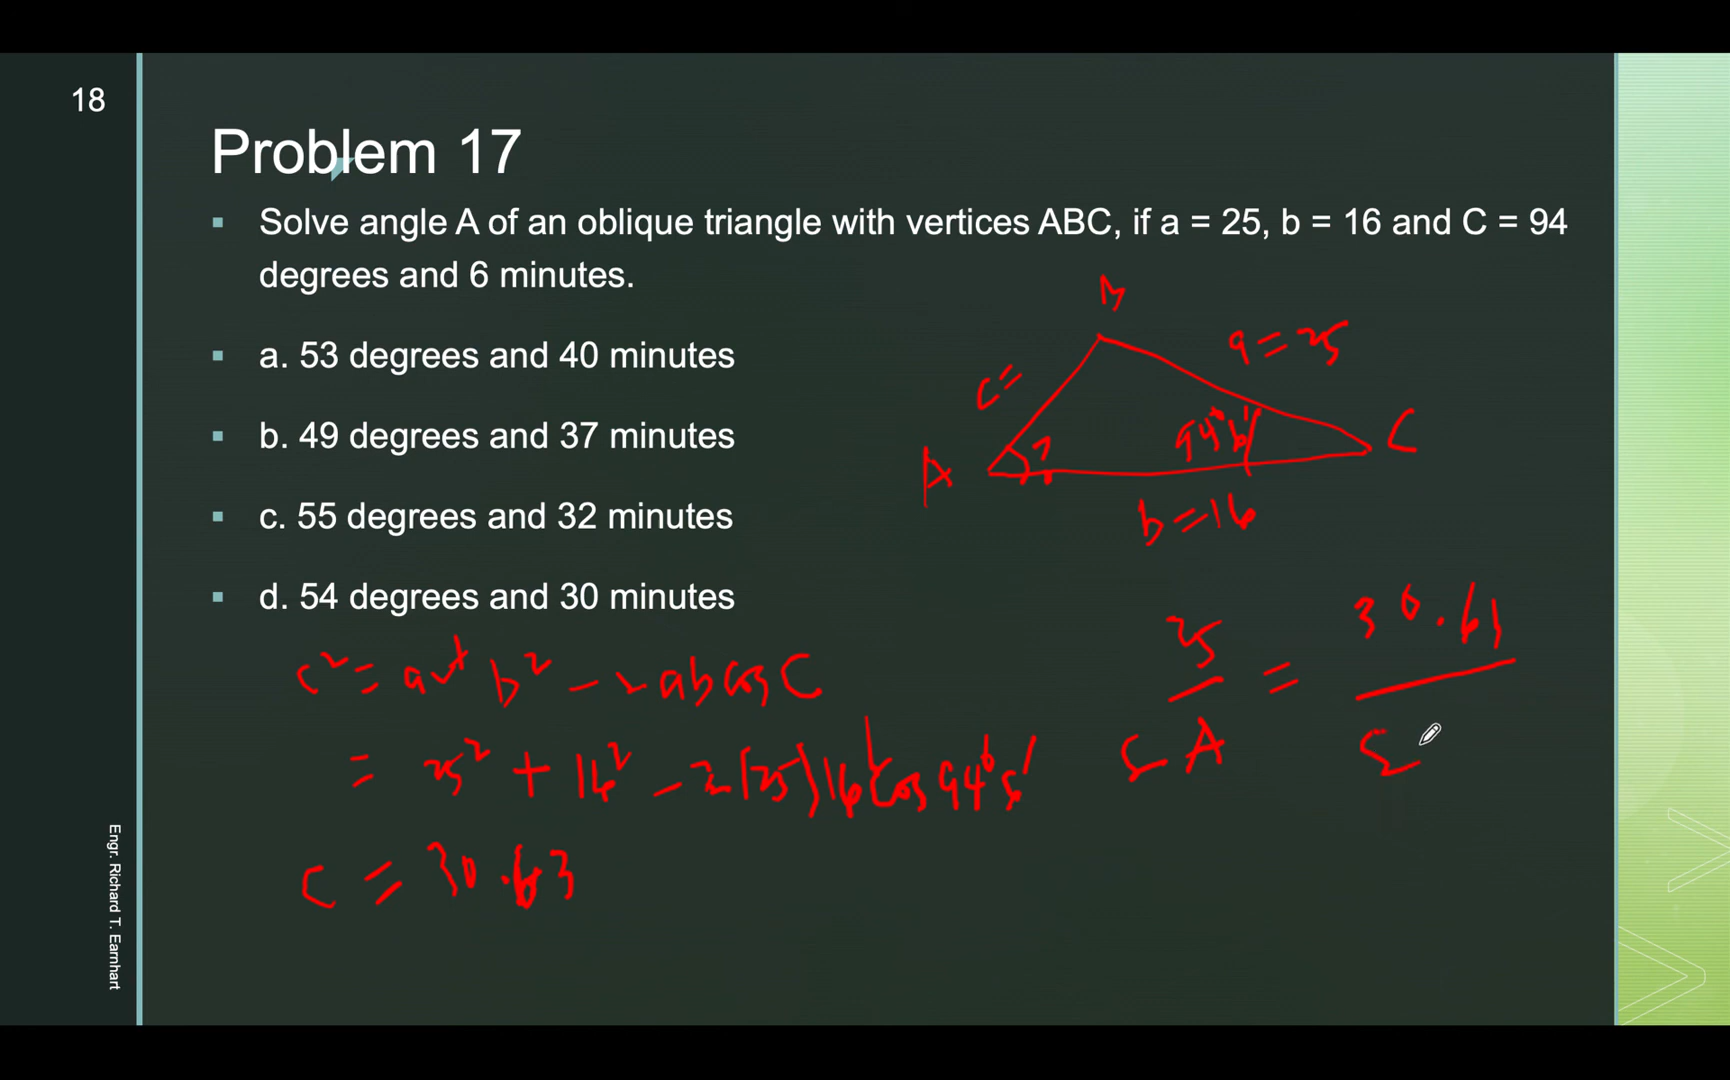 18
Problem 17
Solve angle A of an oblique triangle with vertices ABC, if a = 25, b = 16 and C = 94
degrees and 6 minutes.
a. 53 degrees and 40 minutes
b. 49 degrees and 37 minutes
c. 55 degrees and 32 minutes
d. 54 degrees and 30 minutes
B
a = 25
c =
94°6'
C
A
?
b = 16
c² = a² + b² - 2ab cos C
= 25² + 16² - 2(25)16 cos 94°
c = 30.63
25 = 30.63
S A S
Engr. Richard T. Earnhart